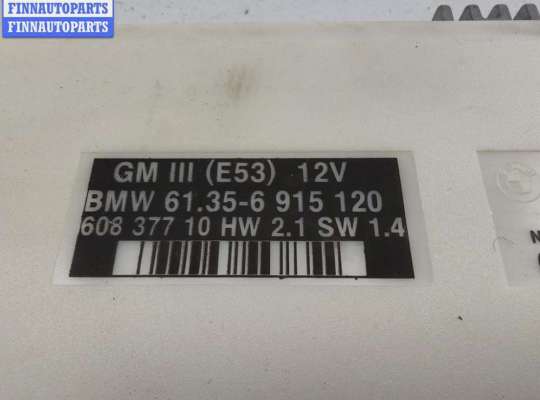 FINNAUTOPARTS
FINNAUTOPARTS
GM III (E53) 12V
BMW 61.35-6 915 120
608 377 10 HW 2.1 SW 1.4